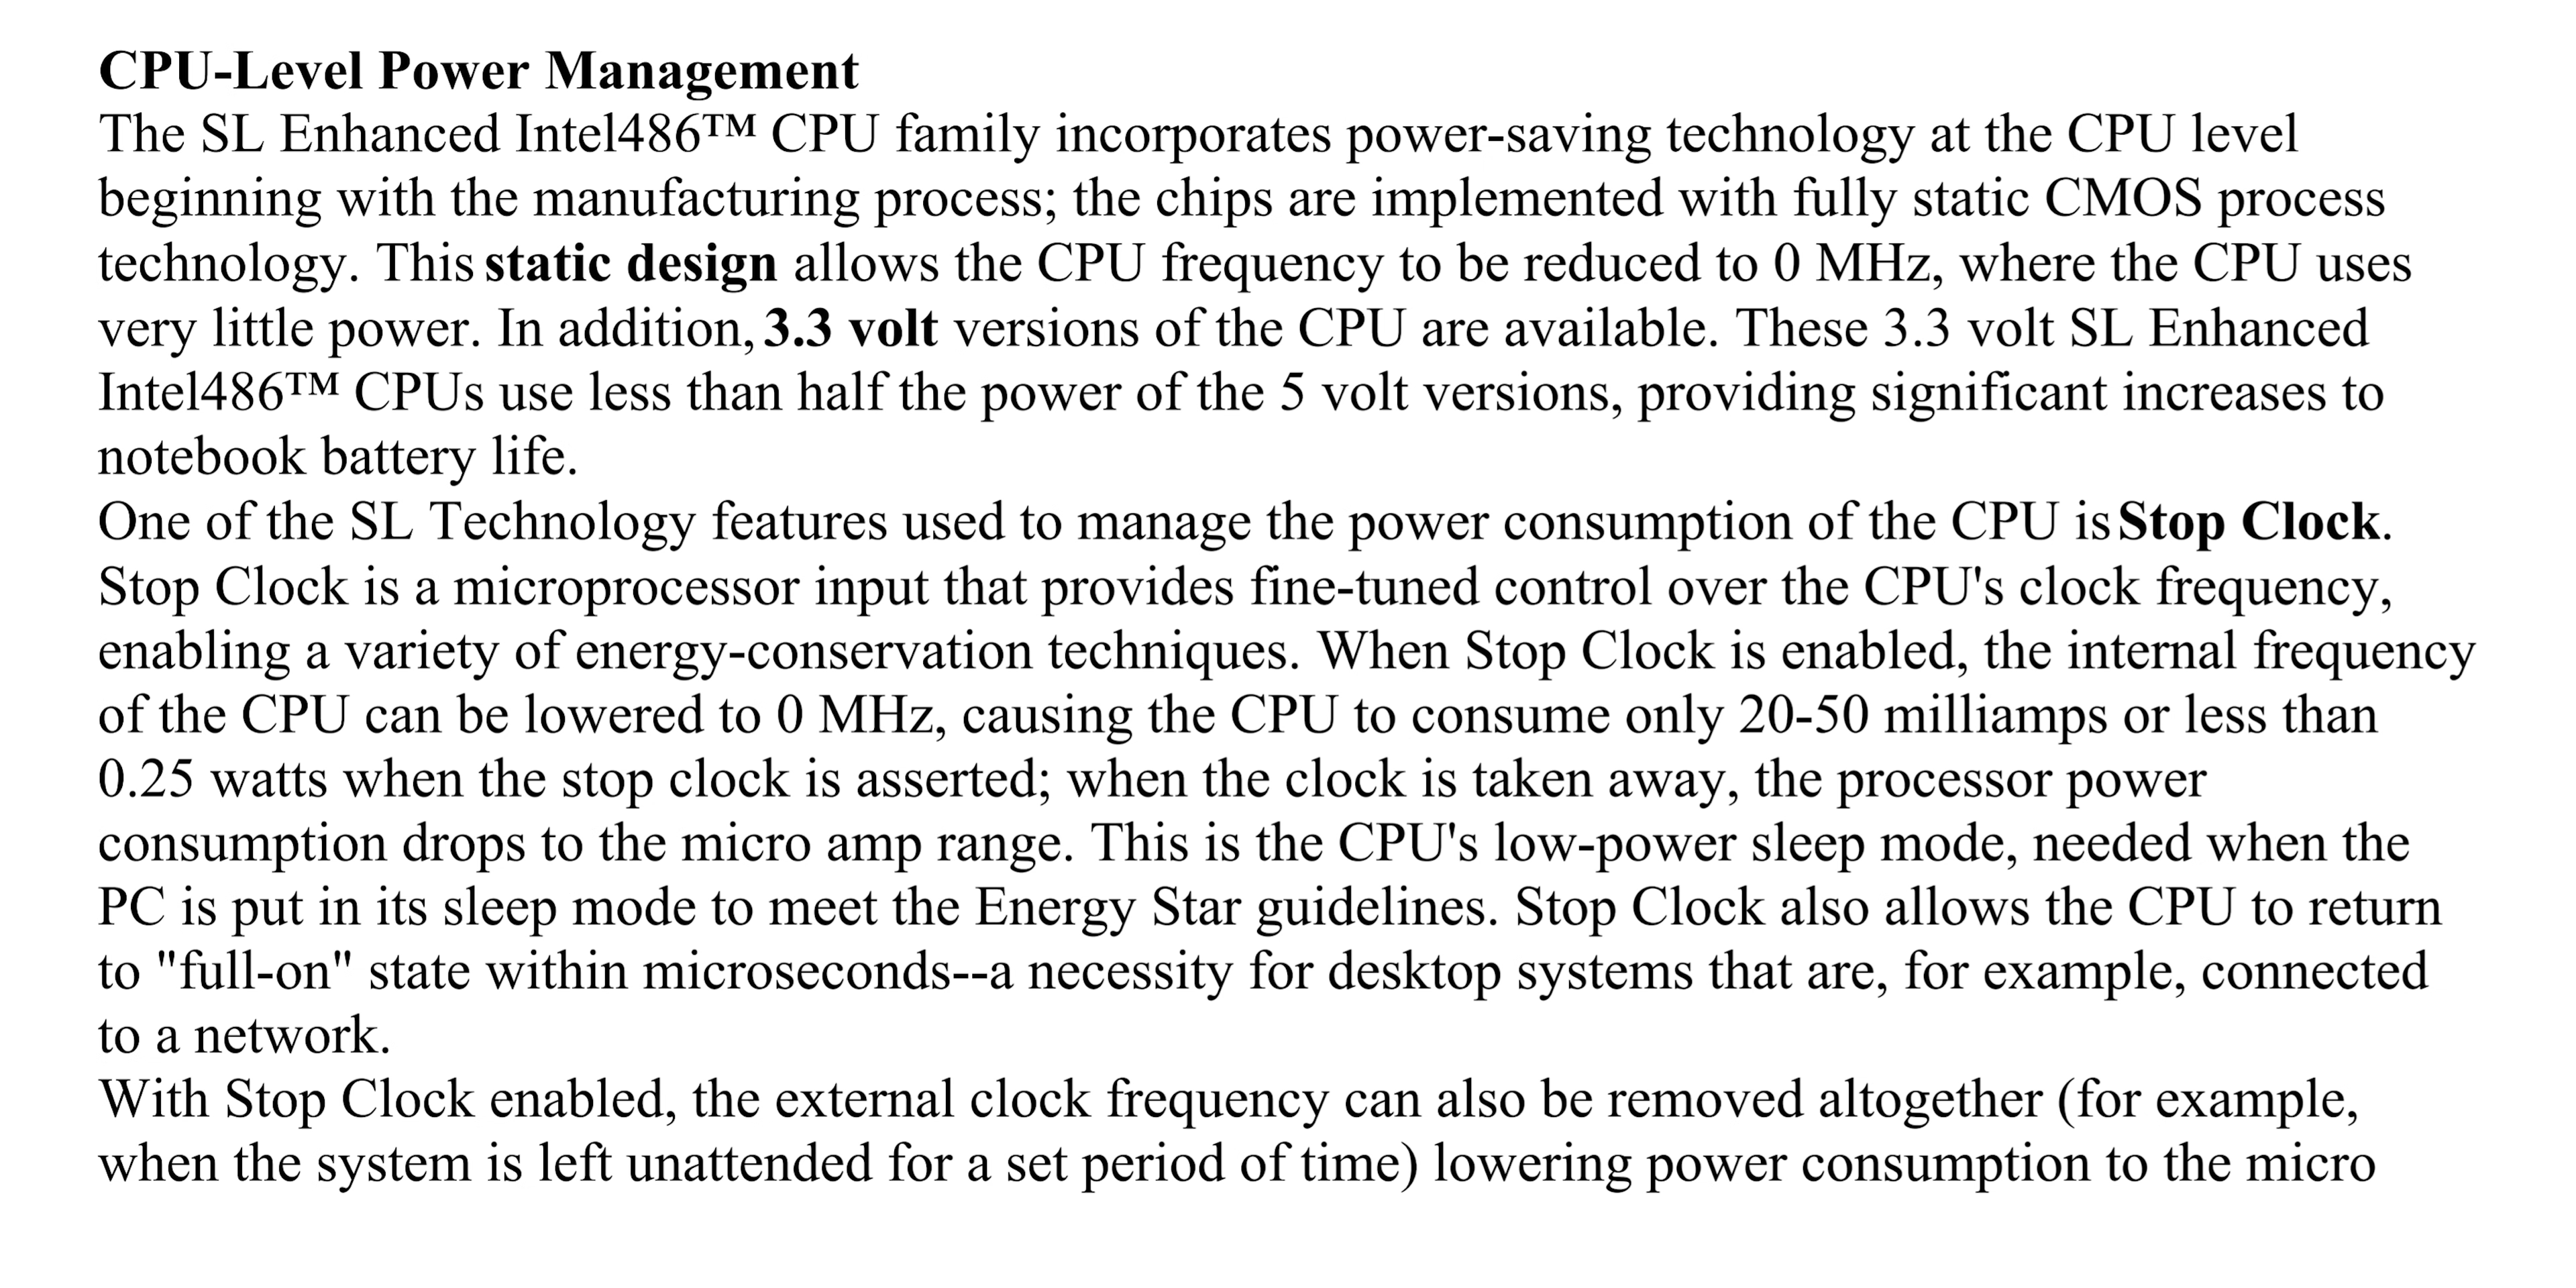 CPU-Level Power Management
The SL Enhanced Intel486™ CPU family incorporates power-saving technology at the CPU level
beginning with the manufacturing process; the chips are implemented with fully static CMOS process
technology. This static design allows the CPU frequency to be reduced to 0 MHz, where the CPU uses
very little power. In addition, 3.3 volt versions of the CPU are available. These 3.3 volt SL Enhanced
Intel486™ CPUs use less than half the power of the 5 volt versions, providing significant increases to
notebook battery life.
One of the SL Technology features used to manage the power consumption of the CPU is Stop Clock.
Stop Clock is a microprocessor input that provides fine-tuned control over the CPU's clock frequency,
enabling a variety of energy-conservation techniques. When Stop Clock is enabled, the internal frequency
of the CPU can be lowered to 0 MHz, causing the CPU to consume only 20-50 milliamps or less than
0.25 watts when the stop clock is asserted; when the clock is taken away, the processor power
consumption drops to the micro amp range. This is the CPU's low-power sleep mode, needed when the
PC is put in its sleep mode to meet the Energy Star guidelines. Stop Clock also allows the CPU to return
to "full-on" state within microseconds--a necessity for desktop systems that are, for example, connected
to a network.
With Stop Clock enabled, the external clock frequency can also be removed altogether (for example,
when the system is left unattended for a set period of time) lowering power consumption to the micro